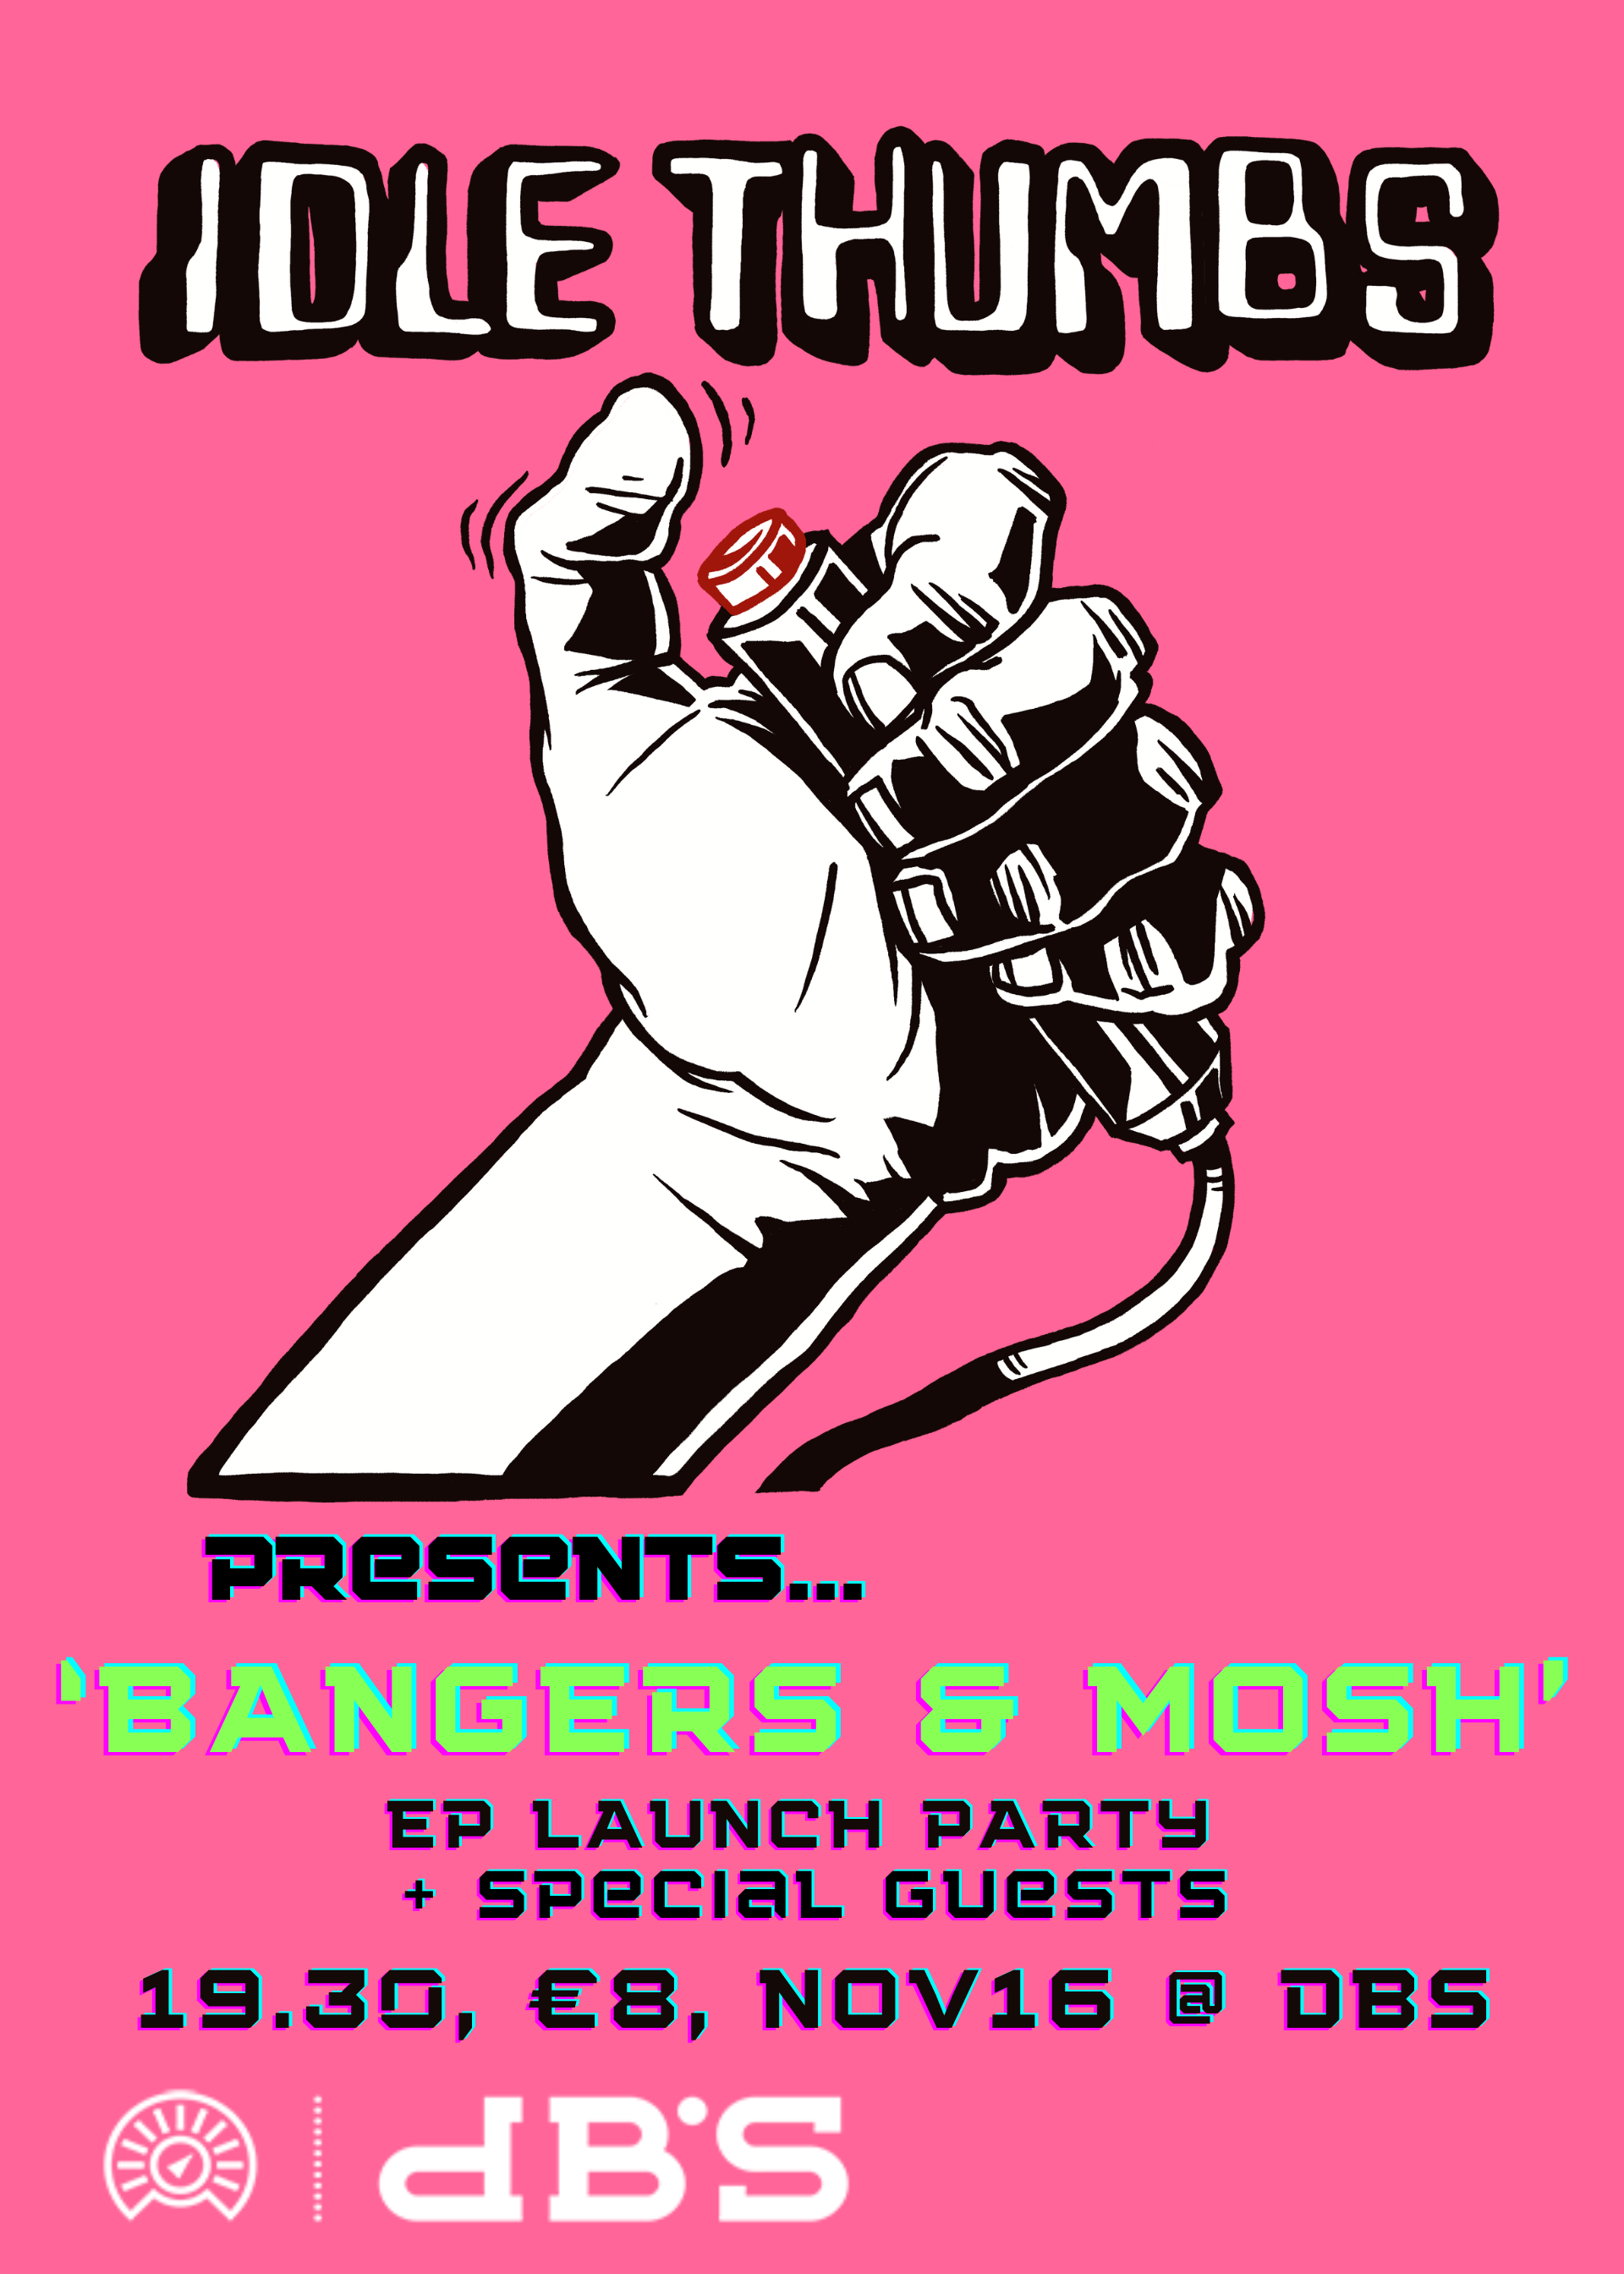 IDLE THUMBS
PRESENTS...
'BANGERS & MOSH'
EP LAUNCH PARTY
+ SPECIAL GUESTS
19.30, €8, NOV16 @ DBS
dB's